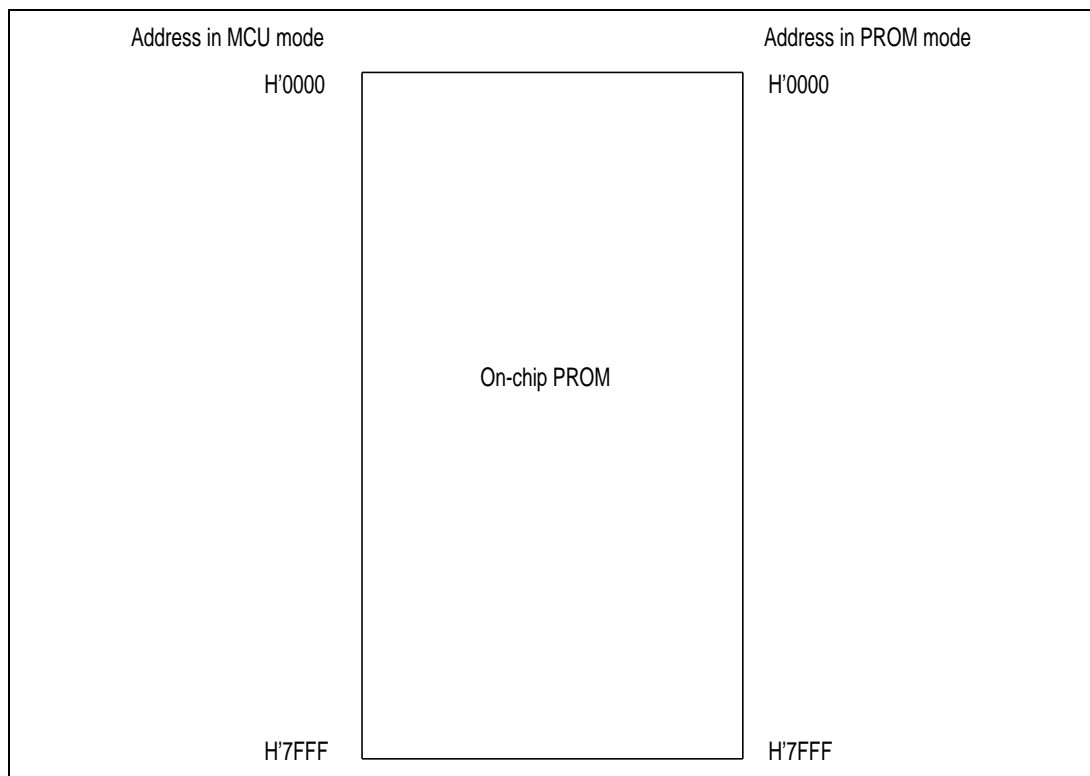 Address in MCU mode Address in PROM mode
H’0000 H’0000
On-chip PROM
H’7FFF H’7FFF